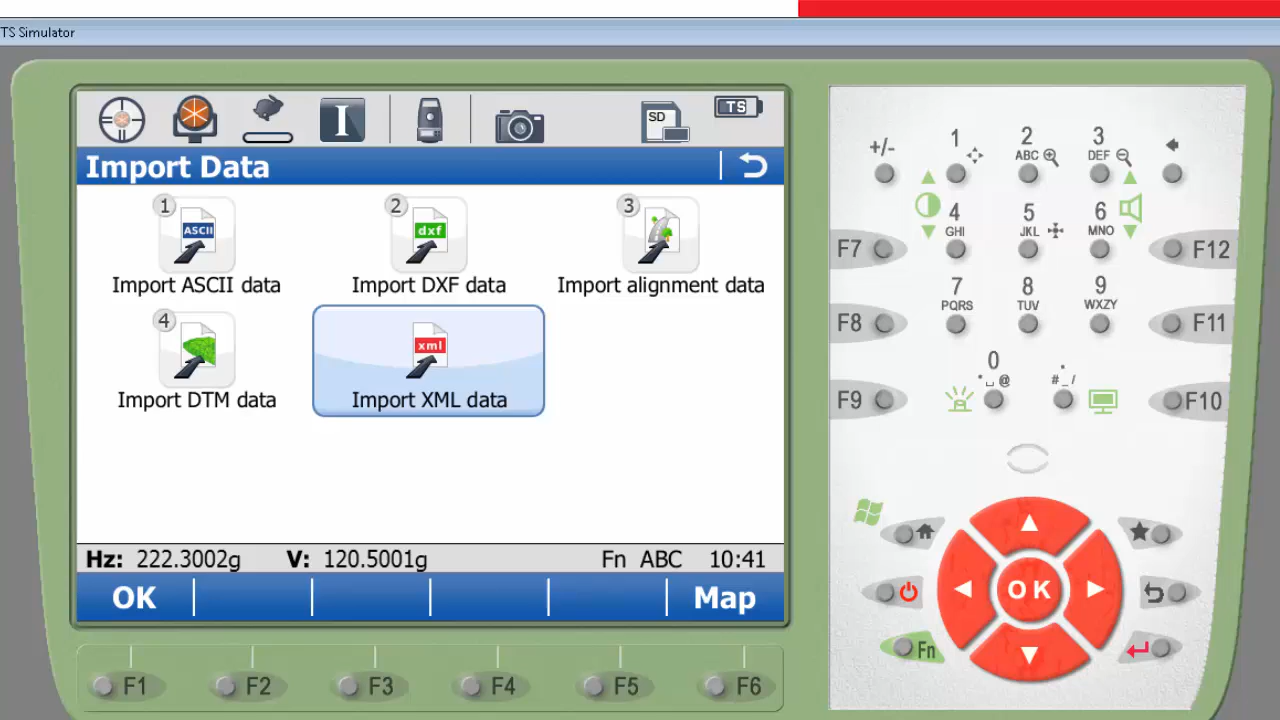 TS Simulator
SD
TS
Import Data
1
ASCII
Import ASCII data
2
dxf
Import DXF data
3
Import alignment data
4
Import DTM data
xml
Import XML data
Hz: 222.3002g V: 120.5001g Fn ABC 10:41
OK Map
F1 F2 F3 F4 F5 F6
+/- 1 2 3
ABC DEF
4 5 6
GHI JKL MNO
F7 F12
7 8 9
PQRS TUV WXZY
F8 F11
0 .
@ #_/
F9 F10
OK
Fn